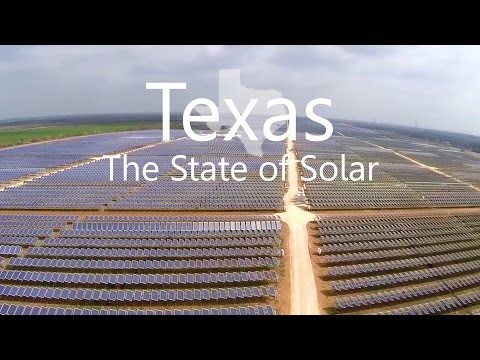 Texas
The State of Solar